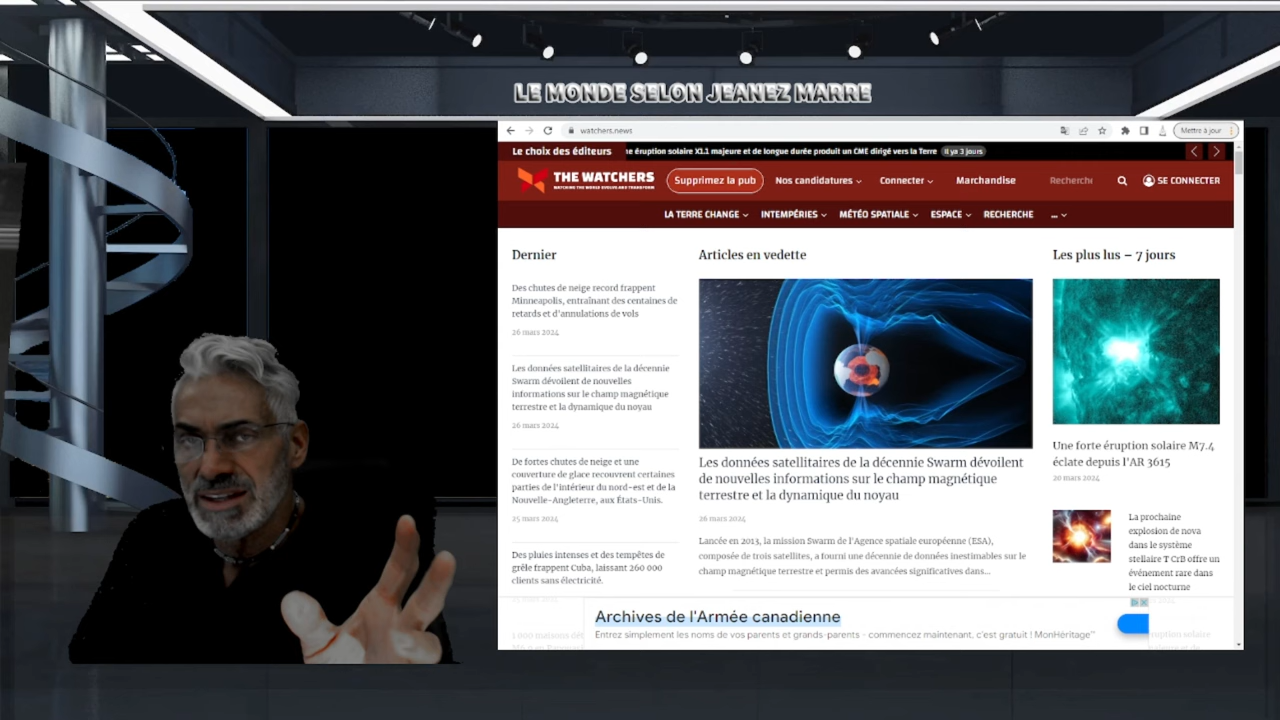 LE MONDE SELON JEANEZ MARRE
watchers.news
Mettre à jour
Le choix des éditeurs
e éruption solaire X1.1 majeure et de longue durée produit un CME dirigé vers la Terre
Il ya 3 jours
THE WATCHERS
WATCHING THE WORLD EVOLVE AND TRANSFORM
Supprimez la pub
Nos candidatures
Connecter
Marchandise
Recherche
SE CONNECTER
LA TERRE CHANGE
INTEMPÉRIES
MÉTÉO SPATIALE
ESPACE
RECHERCHE
...
Dernier
Des chutes de neige record frappent
Minneapolis, entraînant des centaines de
retards et d'annulations de vols
26 mars 2024
Les données satellitaires de la décennie
Swarm dévoilent de nouvelles
informations sur le champ magnétique
terrestre et la dynamique du noyau
26 mars 2024
De fortes chutes de neige et une
couverture de glace recouvrent certaines
parties de l'intérieur du nord-est et de la
Nouvelle-Angleterre, aux États-Unis.
25 mars 2024
Des pluies intenses et des tempêtes de
grêle frappent Cuba, laissant 260 000
clients sans électricité.
Articles en vedette
Les données satellitaires de la décennie Swarm dévoilent
de nouvelles informations sur le champ magnétique
terrestre et la dynamique du noyau
26 mars 2024
Lancée en 2013, la mission Swarm de l'Agence spatiale européenne (ESA),
composée de trois satellites, a fourni une décennie de données inestimables sur le
champ magnétique terrestre et permis des avancées significatives dans...
Les plus lus – 7 jours
Une forte éruption solaire M7.4
éclate depuis l'AR 3615
20 mars 2024
La prochaine
explosion de nova
dans le système
stellaire T CrB offre un
événement rare dans
le ciel nocturne
Archives de l'Armée canadienne
Entrez simplement les noms de vos parents et grands-parents - commencez maintenant, c'est gratuit ! MonHéritage™